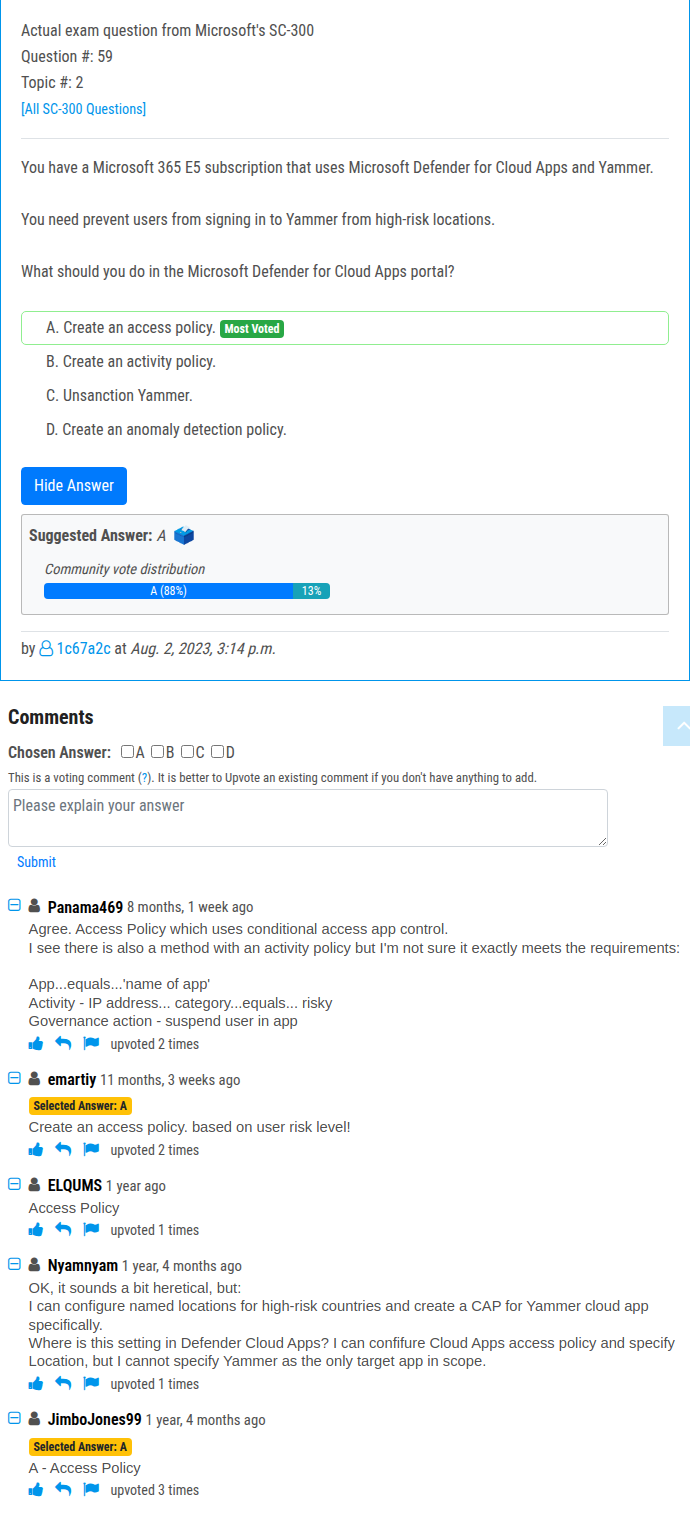 Actual exam question from Microsoft's SC-300
Question #: 59
Topic #: 2
[All SC-300 Questions]
You have a Microsoft 365 E5 subscription that uses Microsoft Defender for Cloud Apps and Yammer.
You need prevent users from signing in to Yammer from high-risk locations.
What should you do in the Microsoft Defender for Cloud Apps portal?
A. Create an access policy. Most Voted
B. Create an activity policy.
C. Unsanction Yammer.
D. Create an anomaly detection policy.
Hide Answer
Suggested Answer: A
Community vote distribution
A (88%) 13%
by 1c67a2c at Aug. 2, 2023, 3:14 p.m.
Comments
Chosen Answer: A B C D
This is a voting comment (?). It is better to Upvote an existing comment if you don't have anything to add.
Please explain your answer
Submit
Panama469 8 months, 1 week ago
Agree. Access Policy which uses conditional access app control.
I see there is also a method with an activity policy but I'm not sure it exactly meets the requirements:
App...equals...'name of app'
Activity - IP address... category...equals... risky
Governance action - suspend user in app
upvoted 2 times
emartiy 11 months, 3 weeks ago
Selected Answer: A
Create an access policy. based on user risk level!
upvoted 2 times
ELQUMS 1 year ago
Access Policy
upvoted 1 times
Nyamnyam 1 year, 4 months ago
OK, it sounds a bit heretical, but:
I can configure named locations for high-risk countries and create a CAP for Yammer cloud app
specifically.
Where is this setting in Defender Cloud Apps? I can confifure Cloud Apps access policy and specify
Location, but I cannot specify Yammer as the only target app in scope.
upvoted 1 times
JimboJones99 1 year, 4 months ago
Selected Answer: A
A - Access Policy
upvoted 3 times